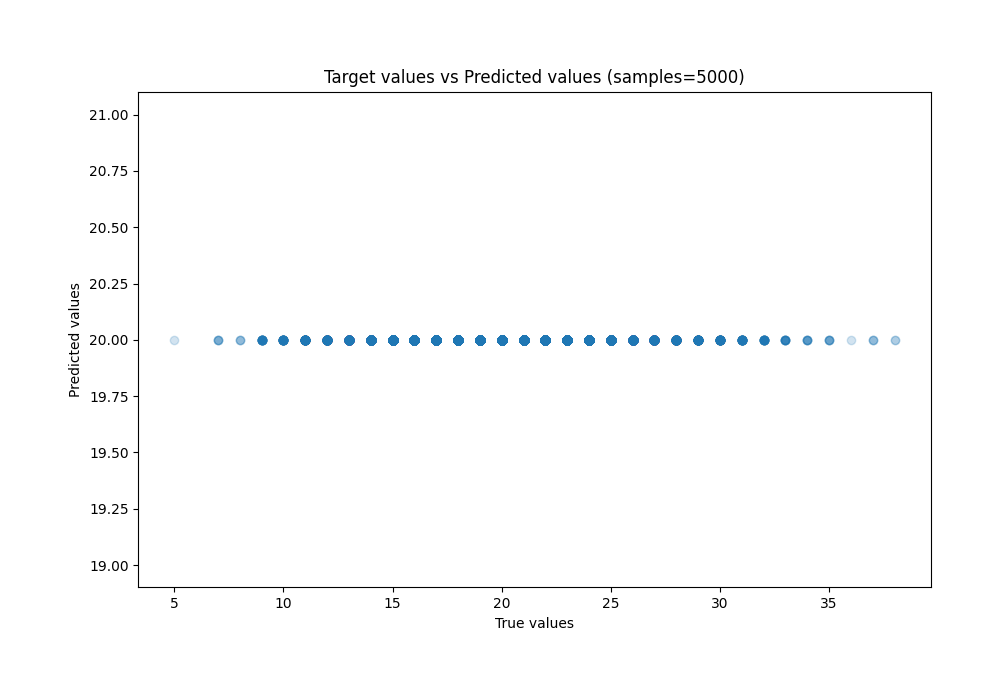 Target values vs Predicted values (samples=5000)
21.00
20.75
20.50
20.25
20.00
19.75
19.50
19.25
19.00
Predicted values
5 10 15 20 25 30 35
True values